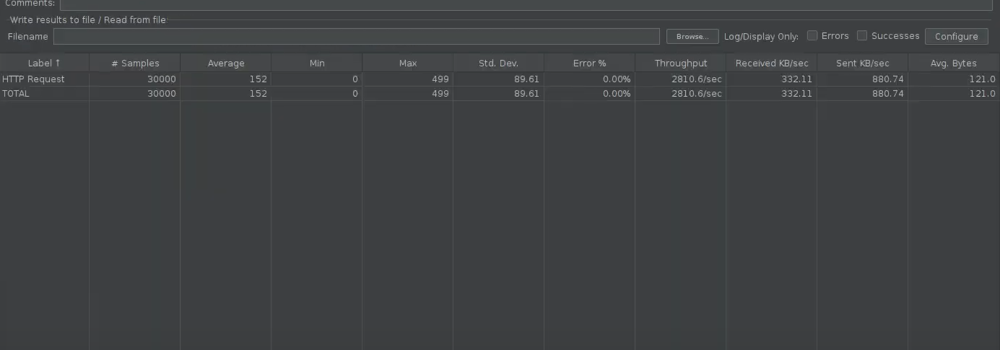 Comments:
Write results to file / Read from file
Filename Browse... Log/Display Only: Errors Successes Configure
Label ↑ # Samples Average Min Max Std. Dev. Error % Throughput Received KB/sec Sent KB/sec Avg. Bytes
HTTP Request 30000 152 0 499 89.61 0.00% 2810.6/sec 332.11 880.74 121.0
TOTAL 30000 152 0 499 89.61 0.00% 2810.6/sec 332.11 880.74 121.0